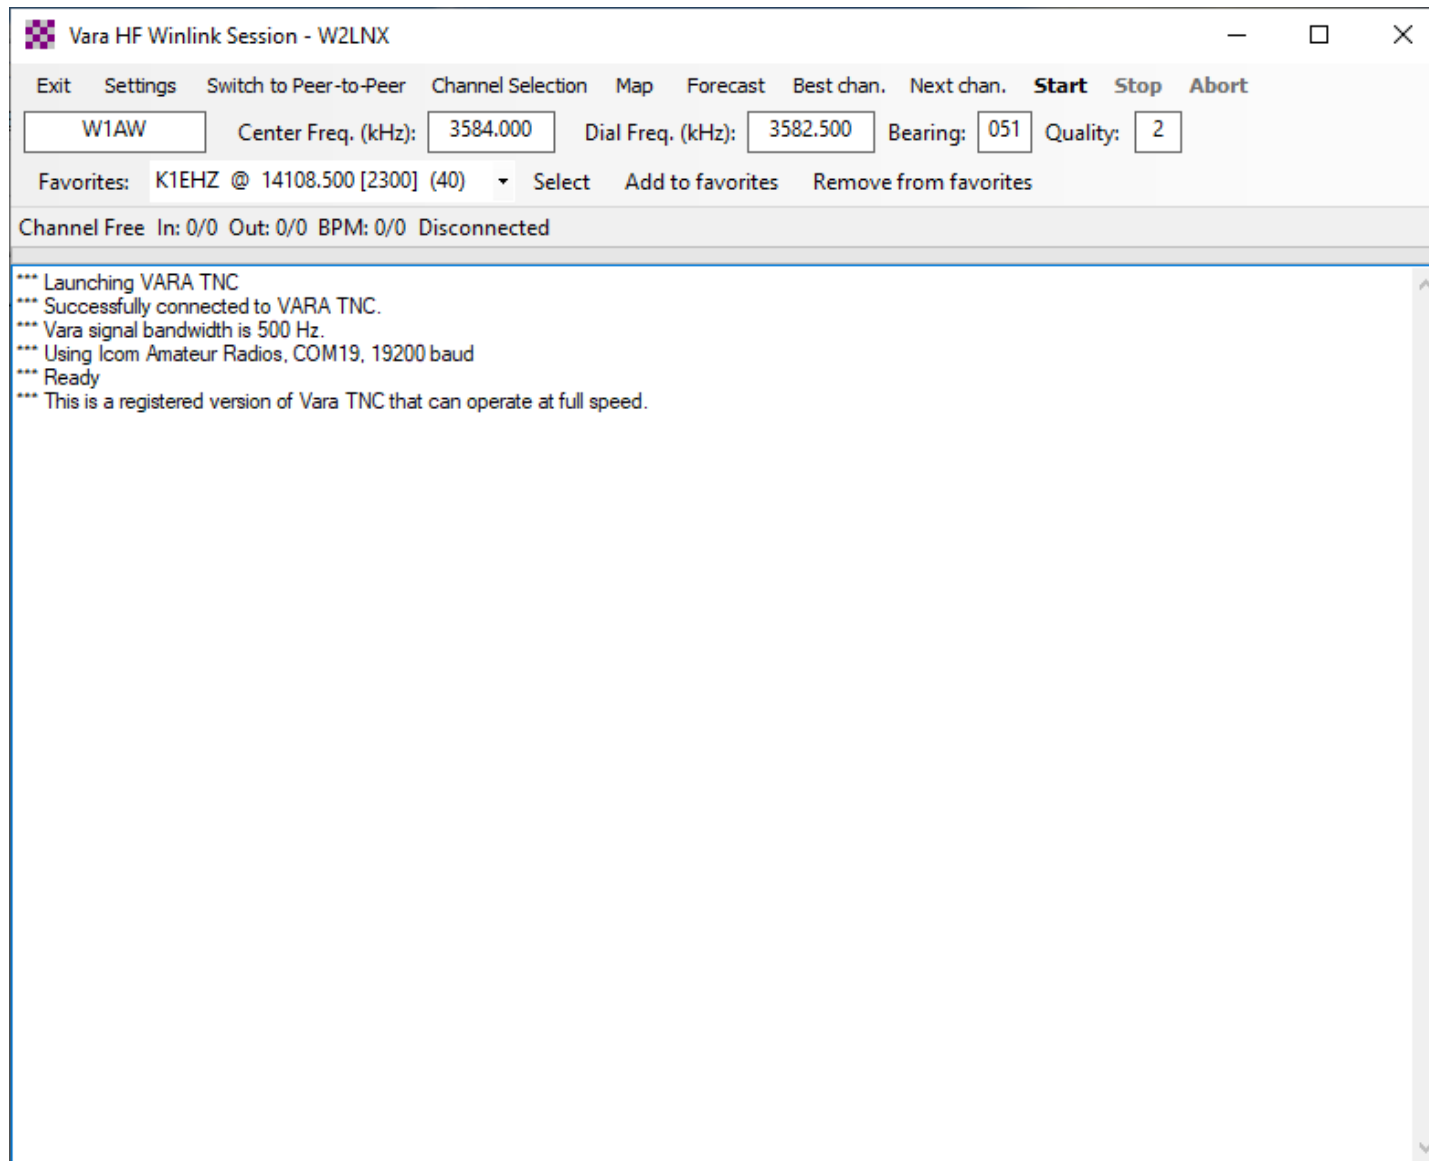 Vara HF Winlink Session - W2LNX
Exit Settings Switch to Peer-to-Peer Channel Selection Map Forecast Best chan. Next chan. Start Stop Abort
W1AW Center Freq. (kHz): 3584.000 Dial Freq. (kHz): 3582.500 Bearing: 051 Quality: 2
Favorites: K1EHZ @ 14108.500 [2300] (40) Select Add to favorites Remove from favorites
Channel Free In: 0/0 Out: 0/0 BPM: 0/0 Disconnected
*** Launching VARA TNC
*** Successfully connected to VARA TNC.
*** Vara signal bandwidth is 500 Hz.
*** Using Icom Amateur Radios, COM19, 19200 baud
*** Ready
*** This is a registered version of Vara TNC that can operate at full speed.